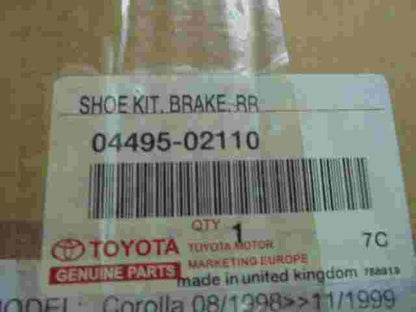 SHOE KIT, BRAKE, RR
04495-02110
QTY 1
TOYOTA
GENUINE PARTS
TOYOTA MOTOR
MARKETING EUROPE
7C
made in united kingdom
MODEL: Corolla 08/1998>>11/1999